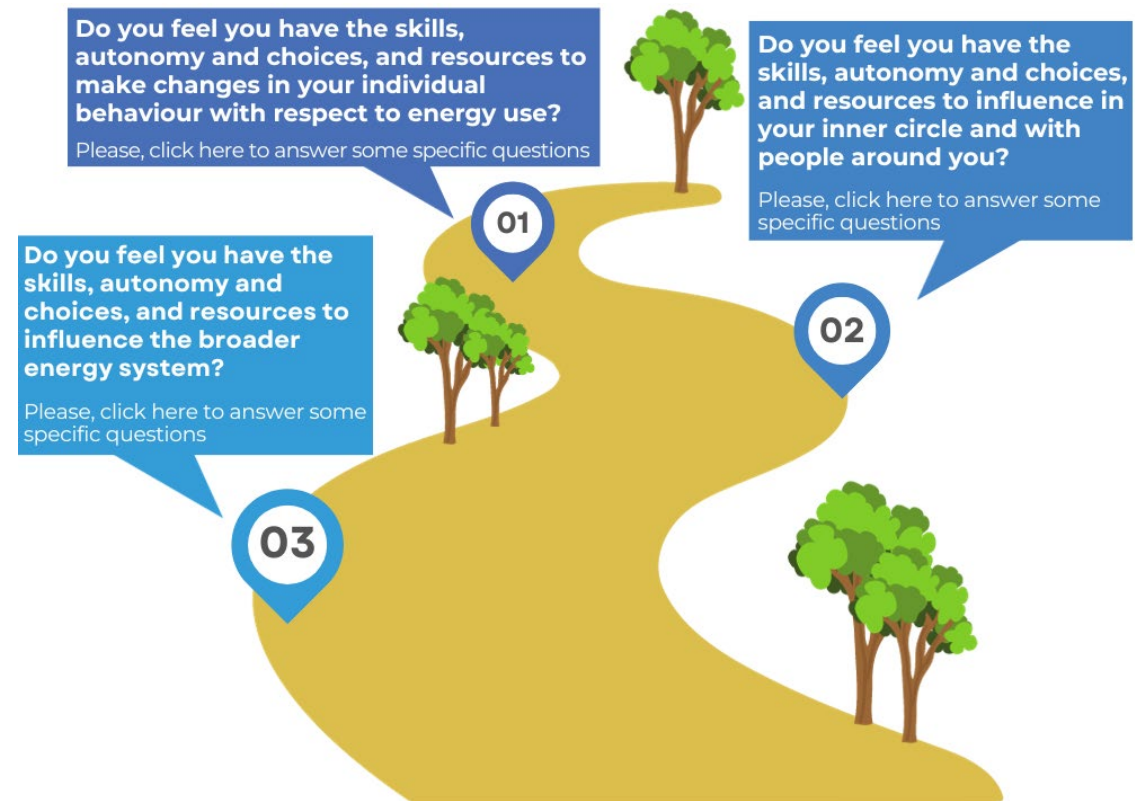 Do you feel you have the skills,
autonomy and choices, and resources to
make changes in your individual
behaviour with respect to energy use?
Please, click here to answer some specific questions
01
Do you feel you have the
skills, autonomy and choices,
and resources to influence in
your inner circle and with
people around you?
Please, click here to answer some
specific questions
02
Do you feel you have the
skills, autonomy and
choices, and resources to
influence the broader
energy system?
Please, click here to answer some
specific questions
03